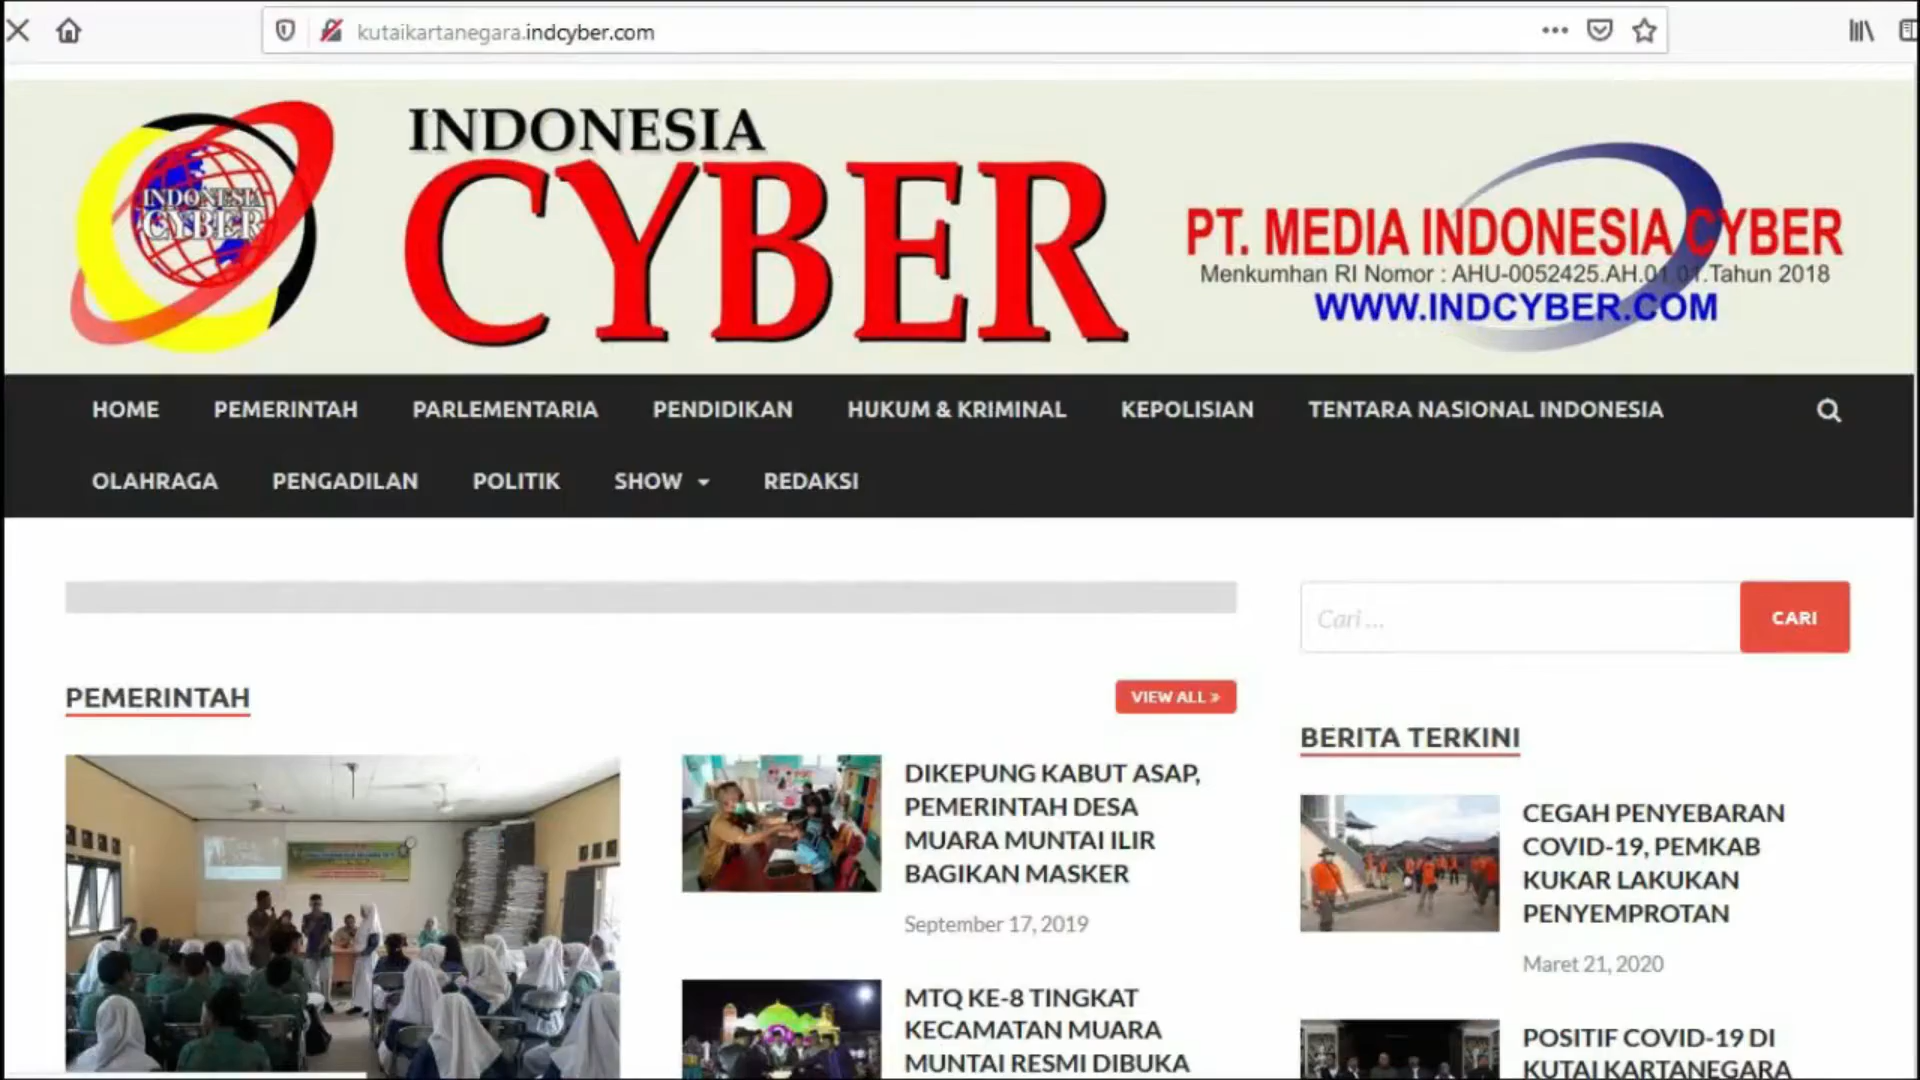 kutaikartanegara.indcyber.com
INDONESIA
CYBER
INDONESIA
CYBER
PT. MEDIA INDONESIA CYBER
Menkumhan RI Nomor : AHU-0052425.AH.01.01.Tahun 2018
WWW.INDCYBER.COM
HOME PEMERINTAH PARLEMENTARIA PENDIDIKAN HUKUM & KRIMINAL KEPOLISIAN TENTARA NASIONAL INDONESIA
OLAHRAGA PENGADILAN POLITIK SHOW REDAKSI
Cari ...
CARI
PEMERINTAH
VIEW ALL »
DIKEPUNG KABUT ASAP,
PEMERINTAH DESA
MUARA MUNTAI ILIR
BAGIKAN MASKER
September 17, 2019
MTQ KE-8 TINGKAT
KECAMATAN MUARA
MUNTAI RESMI DIBUKA
BERITA TERKINI
CEGAH PENYEBARAN
COVID-19, PEMKAB
KUKAR LAKUKAN
PENYEMPROTAN
Maret 21, 2020
POSITIF COVID-19 DI
KUTAI KARTANEGARA